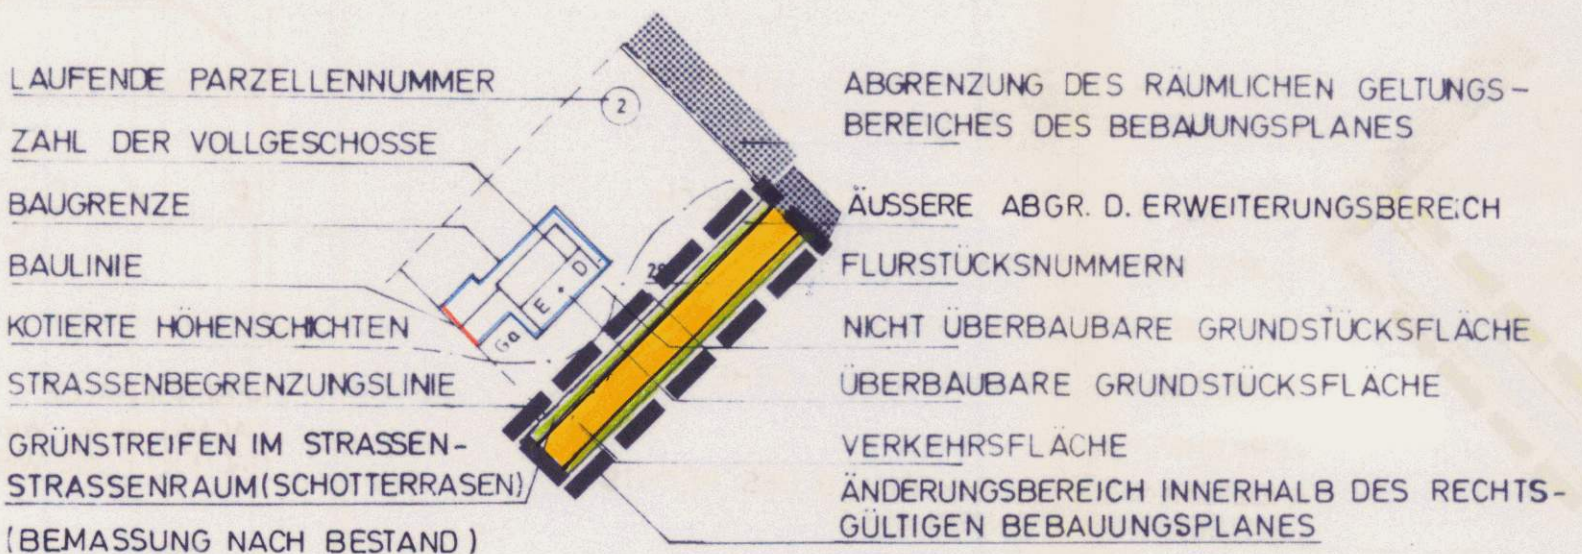 LAUFENDE PARZELLENNUMMER
ZAHL DER VOLLGESCHOSSE
BAUGRENZE
BAULINIE
KOTIERTE HÖHENSCHICHTEN
STRASSENBEGRENZUNGSLINIE
GRÜNSTREIFEN IM STRASSEN-
STRASSENRAUM(SCHOTTERRASEN)
(BEMASSUNG NACH BESTAND)
2
E + D
Ga
ABGRENZUNG DES RÄUMLICHEN GELTUNGS-
BEREICHES DES BEBAUUNGSPLANES
ÄUSSERE ABGR. D. ERWEITERUNGSBEREICH
FLURSTÜCKSNUMMERN
NICHT ÜBERBAUBARE GRUNDSTÜCKSFLÄCHE
ÜBERBAUBARE GRUNDSTÜCKSFLÄCHE
VERKEHRSFLÄCHE
ÄNDERUNGSBEREICH INNERHALB DES RECHTS-
GÜLTIGEN BEBAUUNGSPLANES